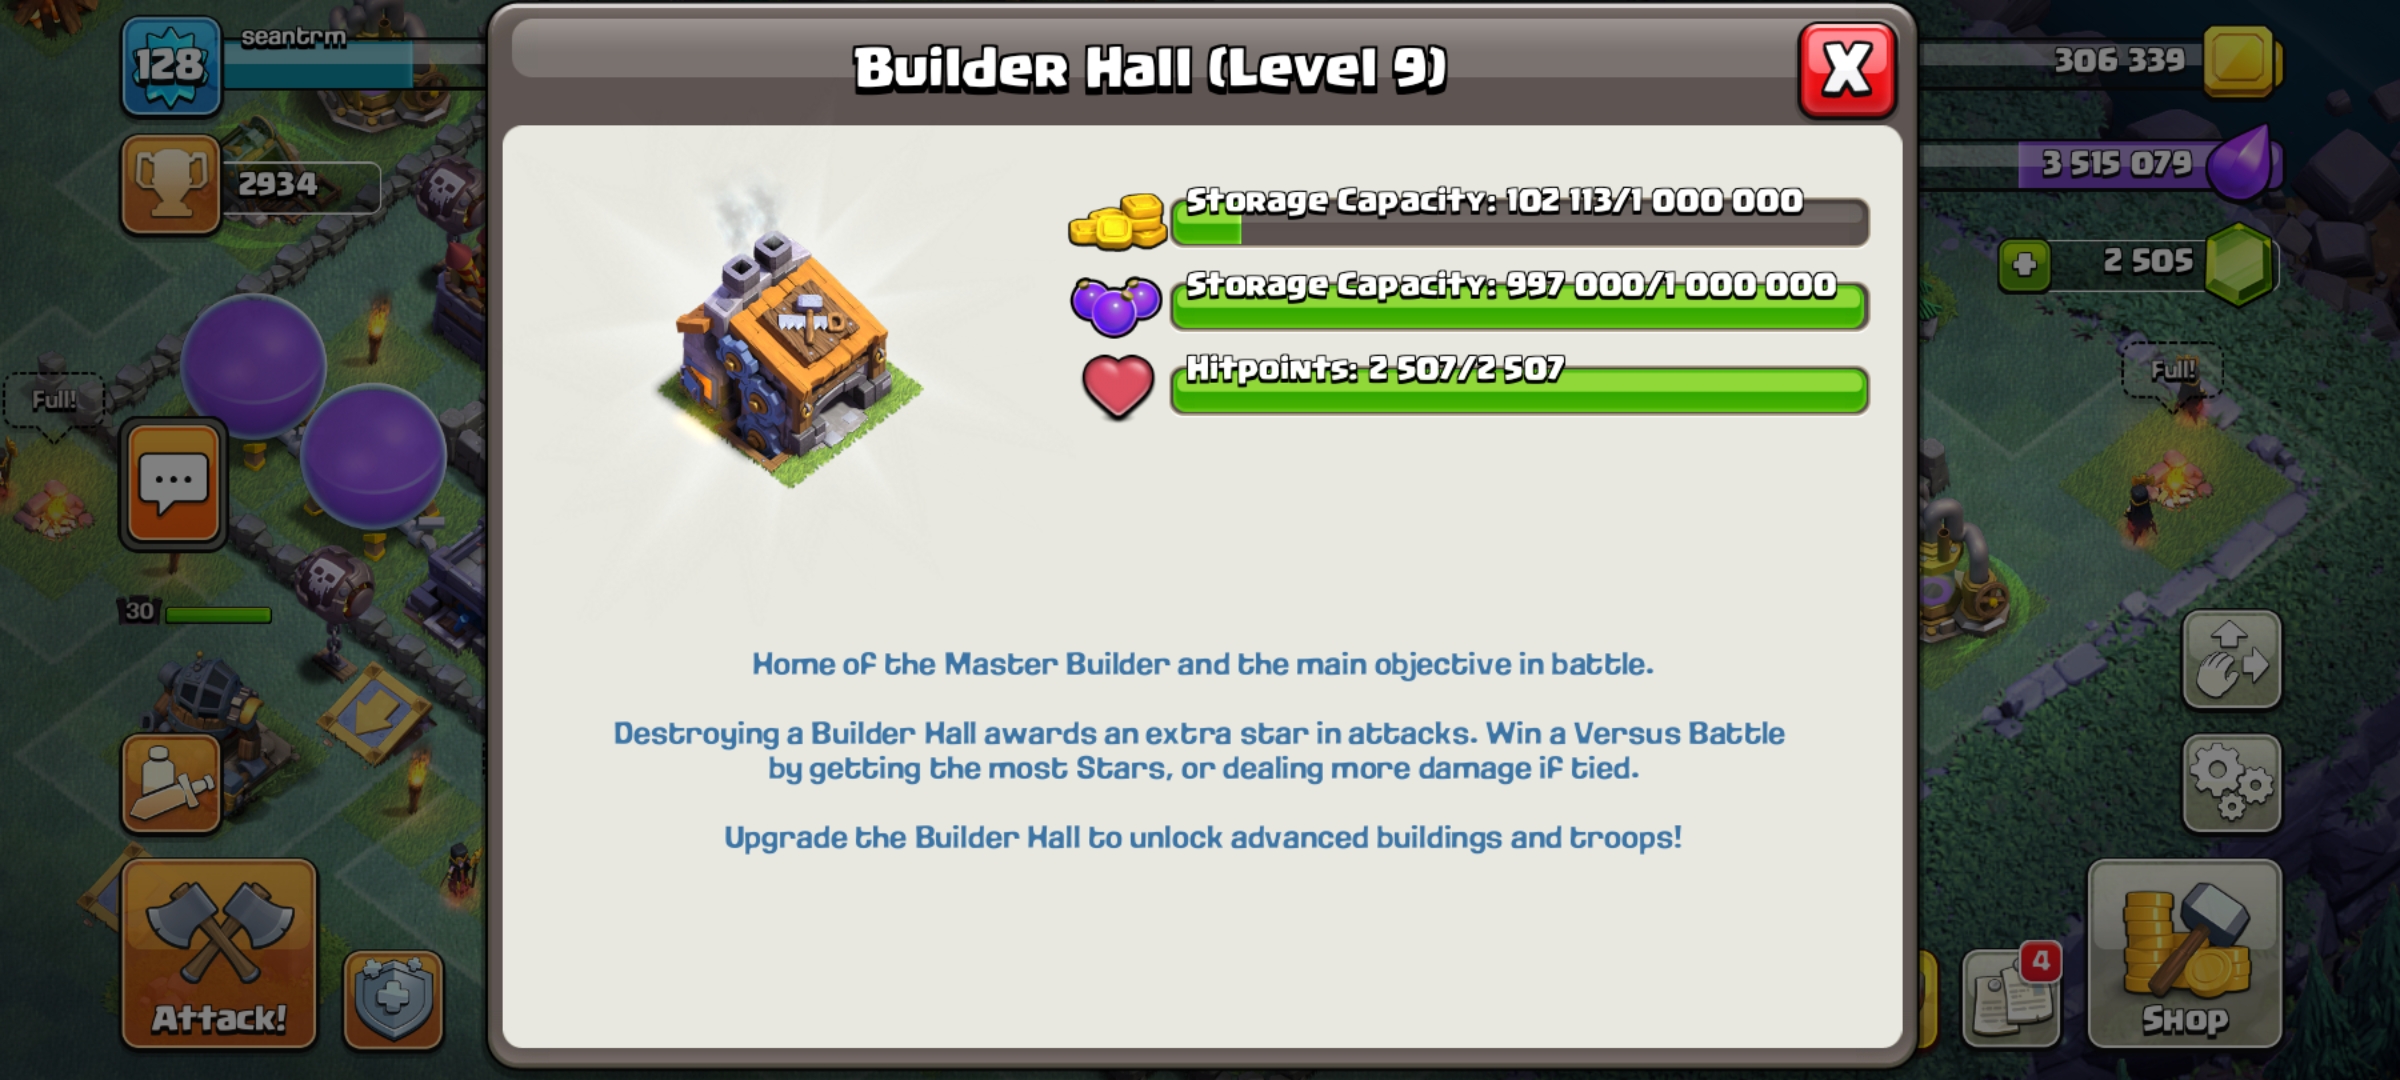 128
seantrm
2934
Builder Hall (Level 9)
X
306 339
3 515 079
2 505
Storage Capacity: 102 113/1 000 000
Storage Capacity: 997 000/1 000 000
Hitpoints: 2 507/2 507
Full!
Full!
30
Home of the Master Builder and the main objective in battle.
Destroying a Builder Hall awards an extra star in attacks. Win a Versus Battle
by getting the most Stars, or dealing more damage if tied.
Upgrade the Builder Hall to unlock advanced buildings and troops!
Attack!
4
Shop